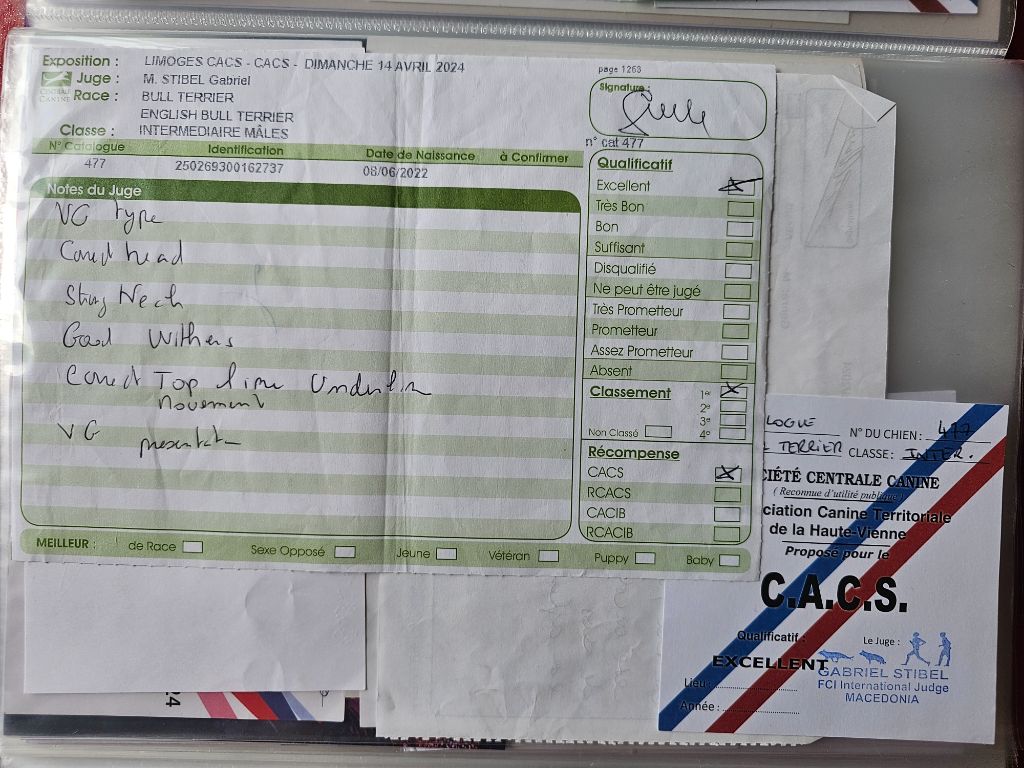 Exposition : LIMOGES CACS - CACS - DIMANCHE 14 AVRIL 2024
page 1263
CENTRALE CANINE
Juge : M. STIBEL Gabriel
Signature :
Race : BULL TERRIER
ENGLISH BULL TERRIER
Classe : INTERMEDIAIRE MÂLES
n° cat 477
N° Catalogue Identification Date de Naissance à Confirmer
477 250269300162737 08/06/2022
Notes du Juge
VG type
Correct head
Strong Neck
Good Withers
Correct Top line Underline
movement
VG presentation
Qualificatif
Excellent
Très Bon
Bon
Suffisant
Disqualifié
Ne peut être jugé
Très Prometteur
Prometteur
Assez Prometteur
Absent
Classement 1er
2e
3e
Non Classé 4e
Récompense
CACS
RCACS
CACIB
RCACIB
MEILLEUR : de Race Sexe Opposé Jeune Vétéran Puppy Baby
LOGUE N° DU CHIEN : 477
TERRIER CLASSE : INTER.
CIÉTÉ CENTRALE CANINE
( Reconnue d'utilité publique )
ciation Canine Territoriale
de la Haute-Vienne
Proposé pour le
C.A.C.S.
Qualificatif :
EXCELLENT
Le Juge :
GABRIEL STIBEL
FCI International Judge
MACEDONIA
Lieu :
Année :